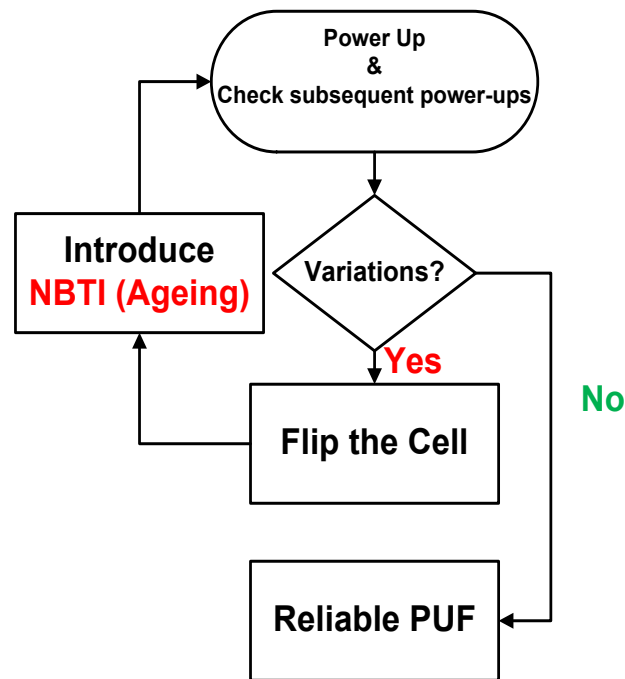 Power Up
&
Check subsequent power-ups
Introduce
NBTI (Ageing)
Variations?
Yes
No
Flip the Cell
Reliable PUF